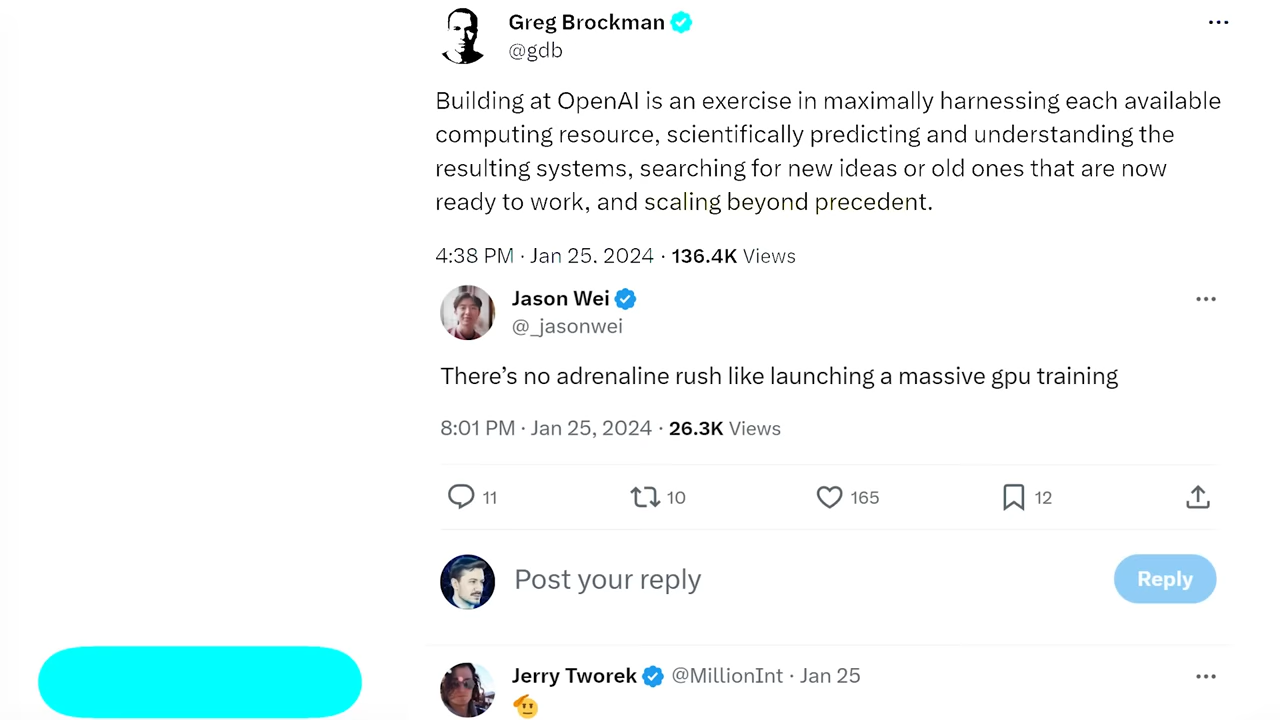 Greg Brockman
@gdb
Building at OpenAI is an exercise in maximally harnessing each available
computing resource, scientifically predicting and understanding the
resulting systems, searching for new ideas or old ones that are now
ready to work, and scaling beyond precedent.
4:38 PM · Jan 25. 2024 · 136.4K Views
Jason Wei
@_jasonwei
There’s no adrenaline rush like launching a massive gpu training
8:01 PM · Jan 25, 2024 · 26.3K Views
11 10 165 12
Post your reply Reply
Jerry Tworek @MillionInt · Jan 25